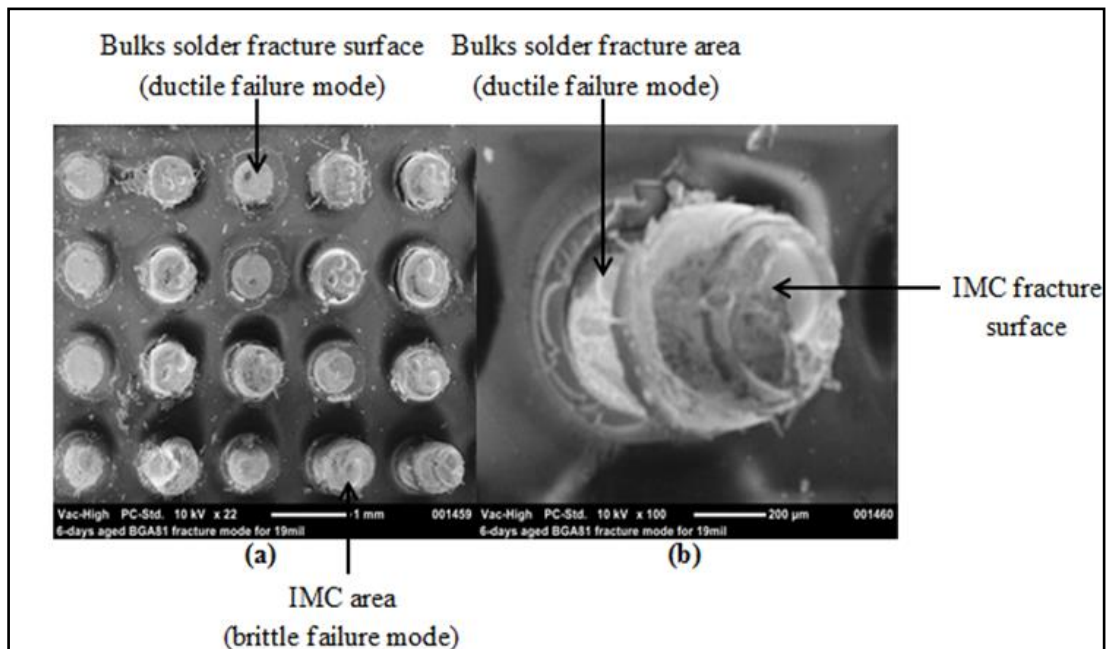 Bulks solder fracture surface
(ductile failure mode)
Bulks solder fracture area
(ductile failure mode)
IMC fracture
surface
Vac-High PC-Std. 10 kV x 22 1 mm 001459
6-days aged BGA81 fracture mode for 19mil
Vac-High PC-Std. 10 kV x 100 200 µm 001460
6-days aged BGA81 fracture mode for 19mil
(a)
(b)
IMC area
(brittle failure mode)